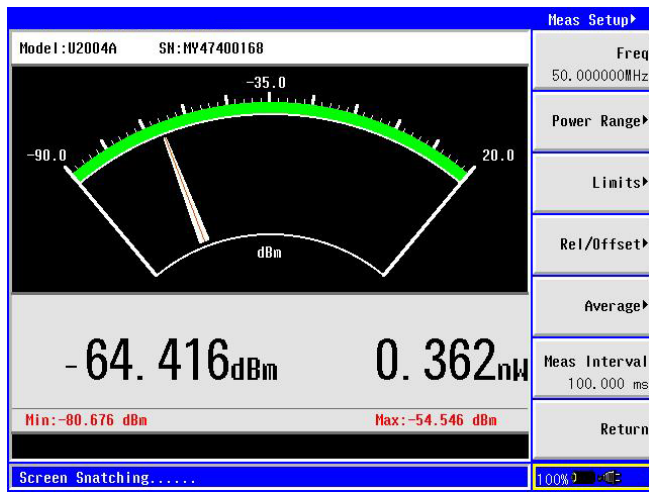 Meas Setup
Model:U2004A SN:MY47400168
Freq
50.000000MHz
-35.0
Power Range
-90.0
20.0
Limits
dBm
Rel/Offset
Average
-64.416dBm 0.362nW
Meas Interval
100.000 ms
Min:-80.676 dBm Max:-54.546 dBm
Return
Screen Snatching......
100%